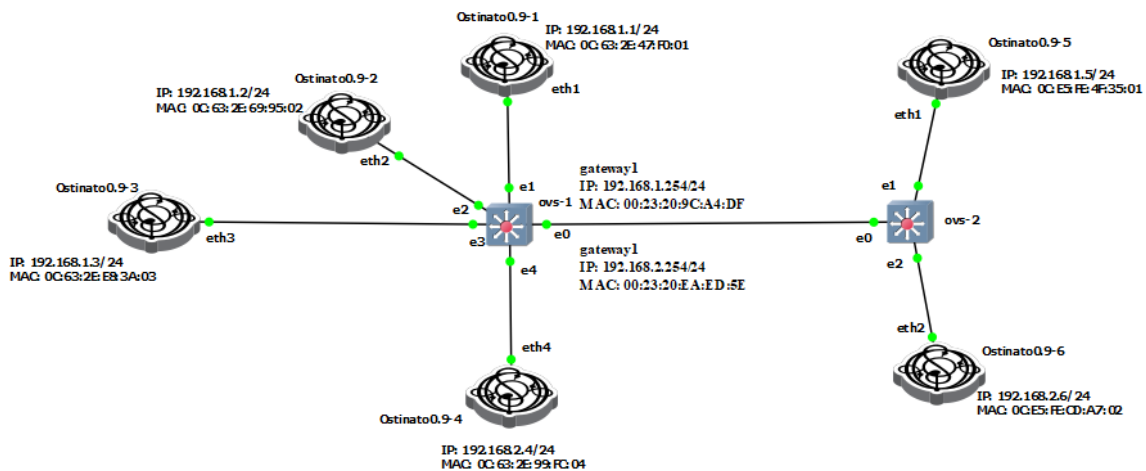 Ostinato0.9-1
IP: 192.168.1.1/24
MAC: 0C:63:2E:47:F0:01
eth1
Ostinato0.9-2
IP: 192.168.1.2/24
MAC: 0C:63:2E:69:95:02
eth2
Ostinato0.9-3
eth3
IP: 192.168.1.3/24
MAC: 0C:63:2E:E8:3A:03
e1
e2
ovs-1
e3
e0
e4
gateway1
IP: 192.168.1.254/24
MAC: 00:23:20:9C:A4:DF
gateway1
IP: 192.168.2.254/24
MAC: 00:23:20:EA:ED:5E
eth4
Ostinato0.9-4
IP: 192.168.2.4/24
MAC: 0C:63:2E:99:FC:04
Ostinato0.9-5
IP: 192.168.1.5/24
MAC: 0C:E5:FE:4F:35:01
eth1
e1
ovs-2
e0
e2
eth2
Ostinato0.9-6
IP: 192.168.2.6/24
MAC: 0C:E5:FE:CD:A7:02